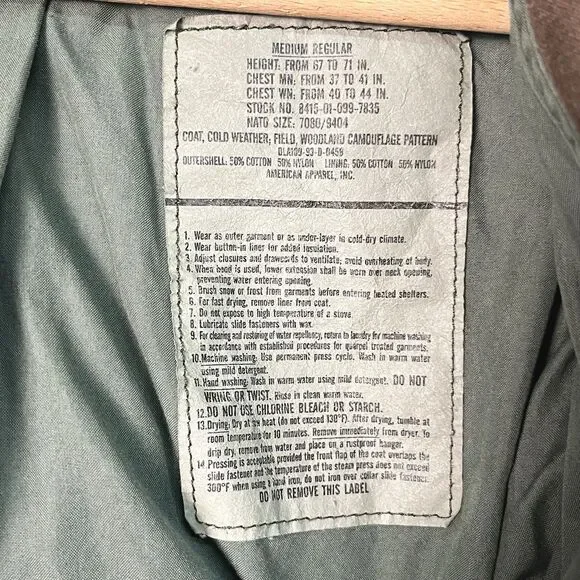 MEDIUM REGULAR
HEIGHT: FROM 67 TO 71 IN.
CHEST MN: FROM 37 TO 41 IN.
CHEST WN: FROM 40 TO 44 IN.
STOCK NO. 8415-01-099-7835
NATO SIZE: 7080/9404
COAT, COLD WEATHER, FIELD, WOODLAND CAMOUFLAGE PATTERN
DLA100-93-D-0459
OUTERSHELL: 50% COTTON 50% NYLON LINING: 50% COTTON 50% NYLON
AMERICAN APPAREL, INC.
1. Wear as outer garment or as under-layer in cold-dry climate.
2. Wear button-in liner for added insulation.
3. Adjust closures and drawcords to ventilate; avoid overheating of body.
4. When hood is used, lower extension shall be worn over neck opening,
preventing water entering opening.
5. Brush snow or frost from garments before entering heated shelters.
6. For fast drying, remove liner from coat.
7. Do not expose to high temperature of a stove.
8. Lubricate slide fasteners with wax.
9. For cleaning and restoring of water repellency, return to laundry for machine washing
in accordance with established procedures for quarpel treated garments.
10. Machine washing: Use permanent press cycle. Wash in warm water
using mild detergent.
11. Hand washing: Wash in warm water using mild detergent. DO NOT
WRING OR TWIST. Rinse in clean warm water.
12. DO NOT USE CHLORINE BLEACH OR STARCH.
13. Drying: Dry at low heat (do not exceed 130°F). After drying, tumble at
room temperature for 10 minutes. Remove immediately from dryer. To
drip dry, remove from water and place on a rustproof hanger.
14. Pressing is acceptable provided the front flap of the coat overlaps the
slide fastener and the temperature of the steam press does not exceed
300°F when using a hand iron, do not iron over collar slide fastener.
DO NOT REMOVE THIS LABEL